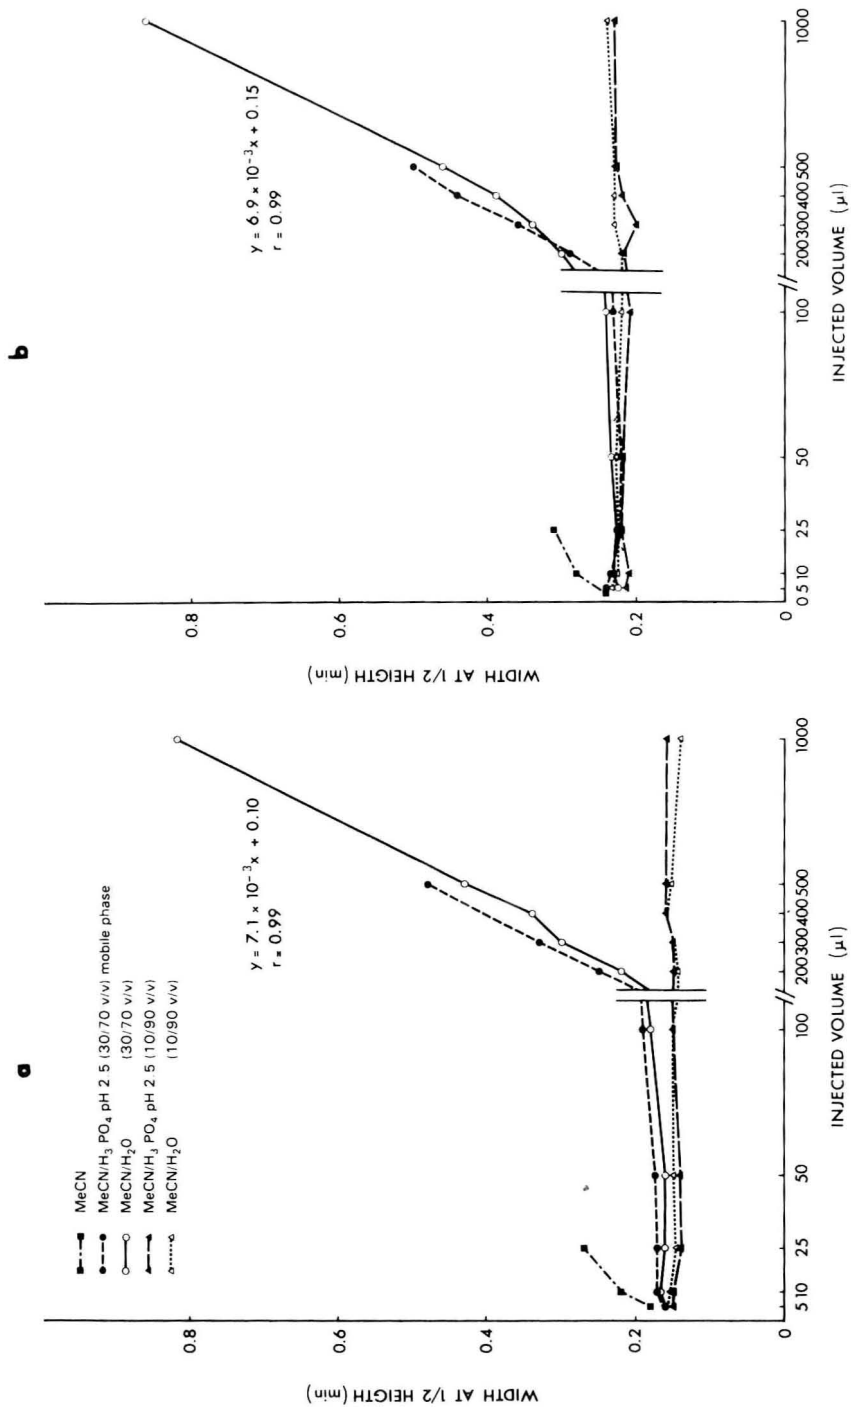 a
MeCN
MeCN/H₃ PO₄ pH 2.5 (30/70 v/v) mobile phase
MeCN/H₂O (30/70 v/v)
MeCN/H₃PO₄ pH 2.5 (10/90 v/v)
MeCN/H₂O (10/90 v/v)
y = 7.1 × 10⁻³x + 0.10
r = 0.99
WIDTH AT 1/2 HEIGTH (min)
0.8
0.6
0.4
0.2
0
5 10 25 50 100 200 300 400 500 1000
INJECTED VOLUME (µl)
b
y = 6.9 × 10⁻³x + 0.15
r = 0.99
WIDTH AT 1/2 HEIGTH (min)
0.8
0.6
0.4
0.2
0
0 5 10 25 50 100 200 300 400 500 1000
INJECTED VOLUME (µl)